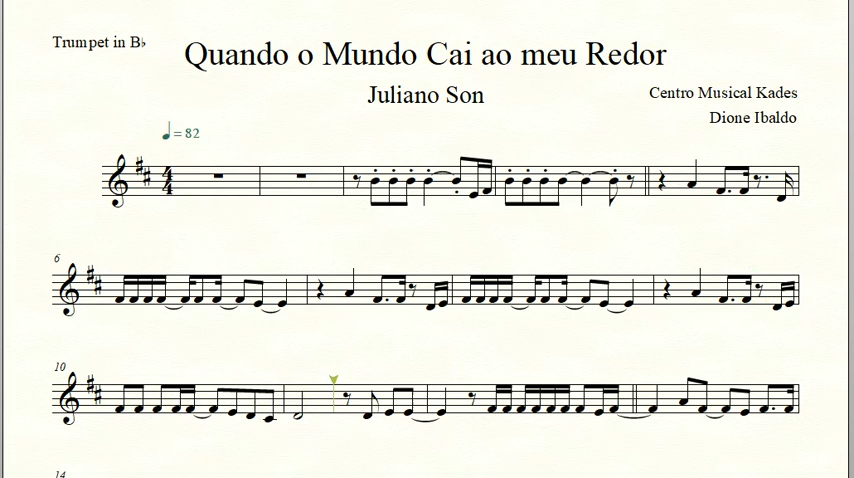 Trumpet in B♭
Quando o Mundo Cai ao meu Redor
Juliano Son
Centro Musical Kades
Dione Ibaldo
♩ = 82
6
10
14